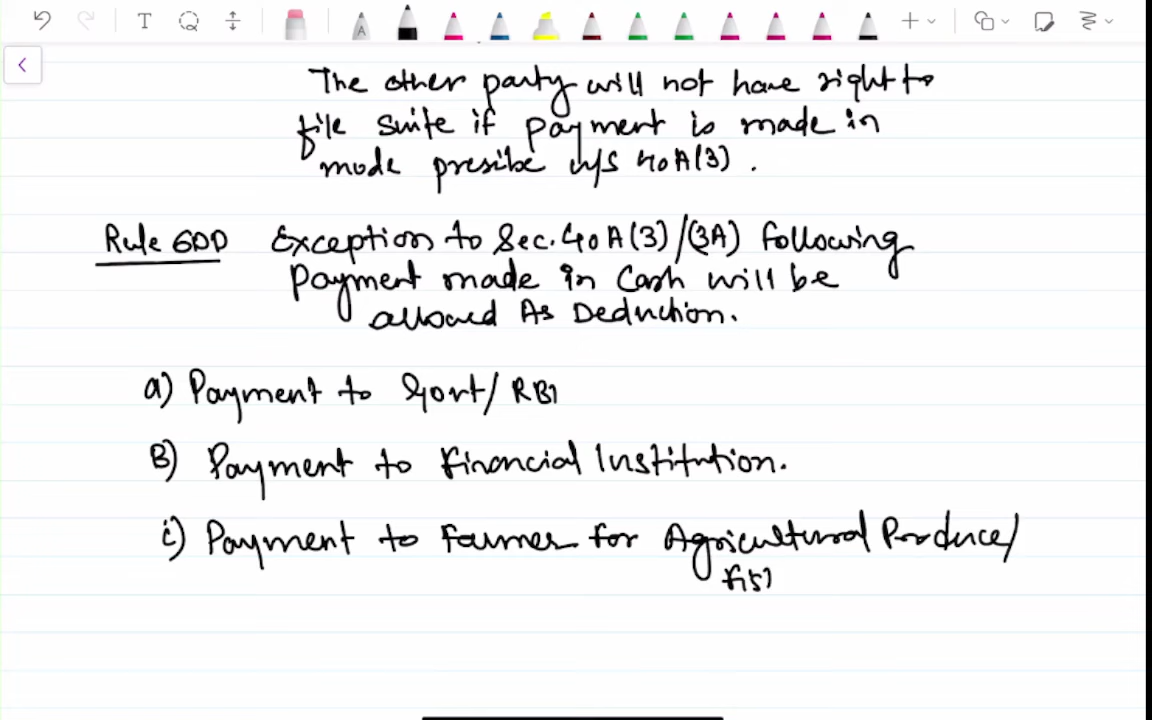 The other party will not have right to
file suite if payment is made in
mode presibe u/s 40A(3).
Rule 6DD Exception to Sec. 40A(3)/(3A) following
Payment made in Cash will be
allowed As Deduction.
a) Payment to Govt/RBI
B) Payment to Financial Institution.
c) Payment to Farmer for Agricultural Produce/
fis